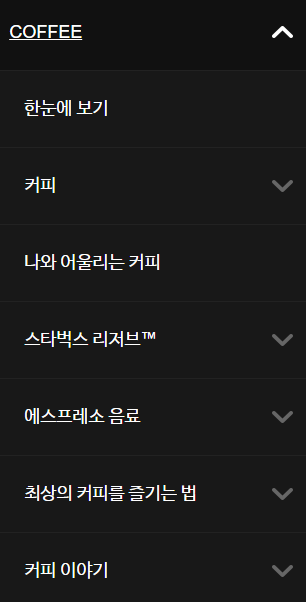 COFFEE
한눈에 보기
커피
나와 어울리는 커피
스타벅스 리저브™
에스프레소 음료
최상의 커피를 즐기는 법
커피 이야기